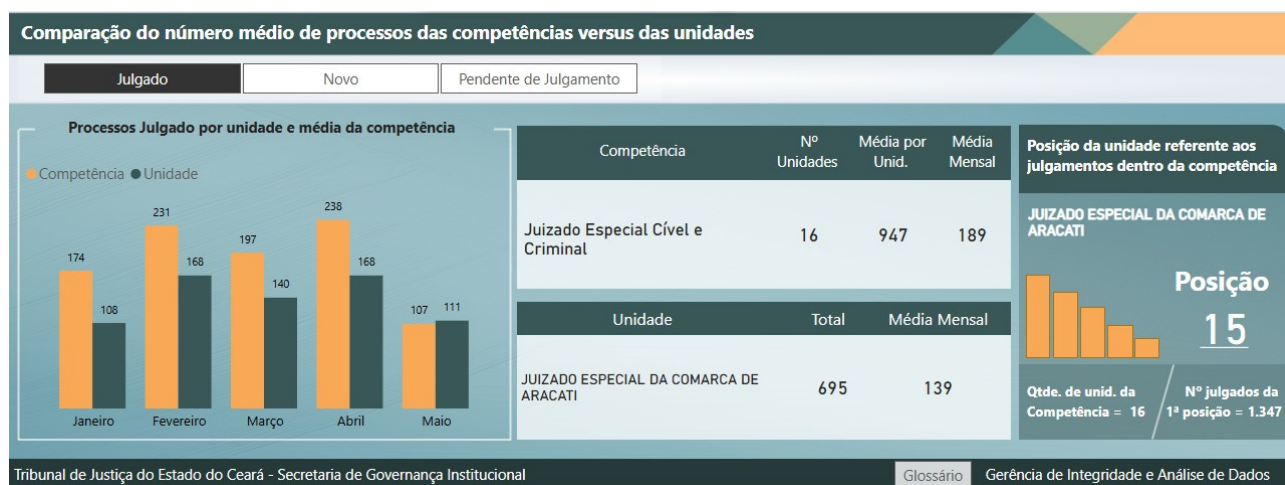 Comparação do número médio de processos das competências versus das unidades
Julgado
Novo
Pendente de Julgamento
Processos Julgado por unidade e média da competência
Competência Unidade
174
108
231
168
197
140
238
168
107
111
Janeiro
Fevereiro
Março
Abril
Maio
Competência
Nº
Unidades
Média por
Unid.
Média
Mensal
Juizado Especial Cível e
Criminal
16
947
189
Unidade
Total
Média Mensal
JUIZADO ESPECIAL DA COMARCA DE
ARACATI
695
139
Posição da unidade referente aos
julgamentos dentro da competência
JUIZADO ESPECIAL DA COMARCA DE
ARACATI
Posição
15
Qtde. de unid. da
Competência = 16
Nº julgados da
1ª posição = 1.347
Tribunal de Justiça do Estado do Ceará - Secretaria de Governança Institucional
Glossário
Gerência de Integridade e Análise de Dados